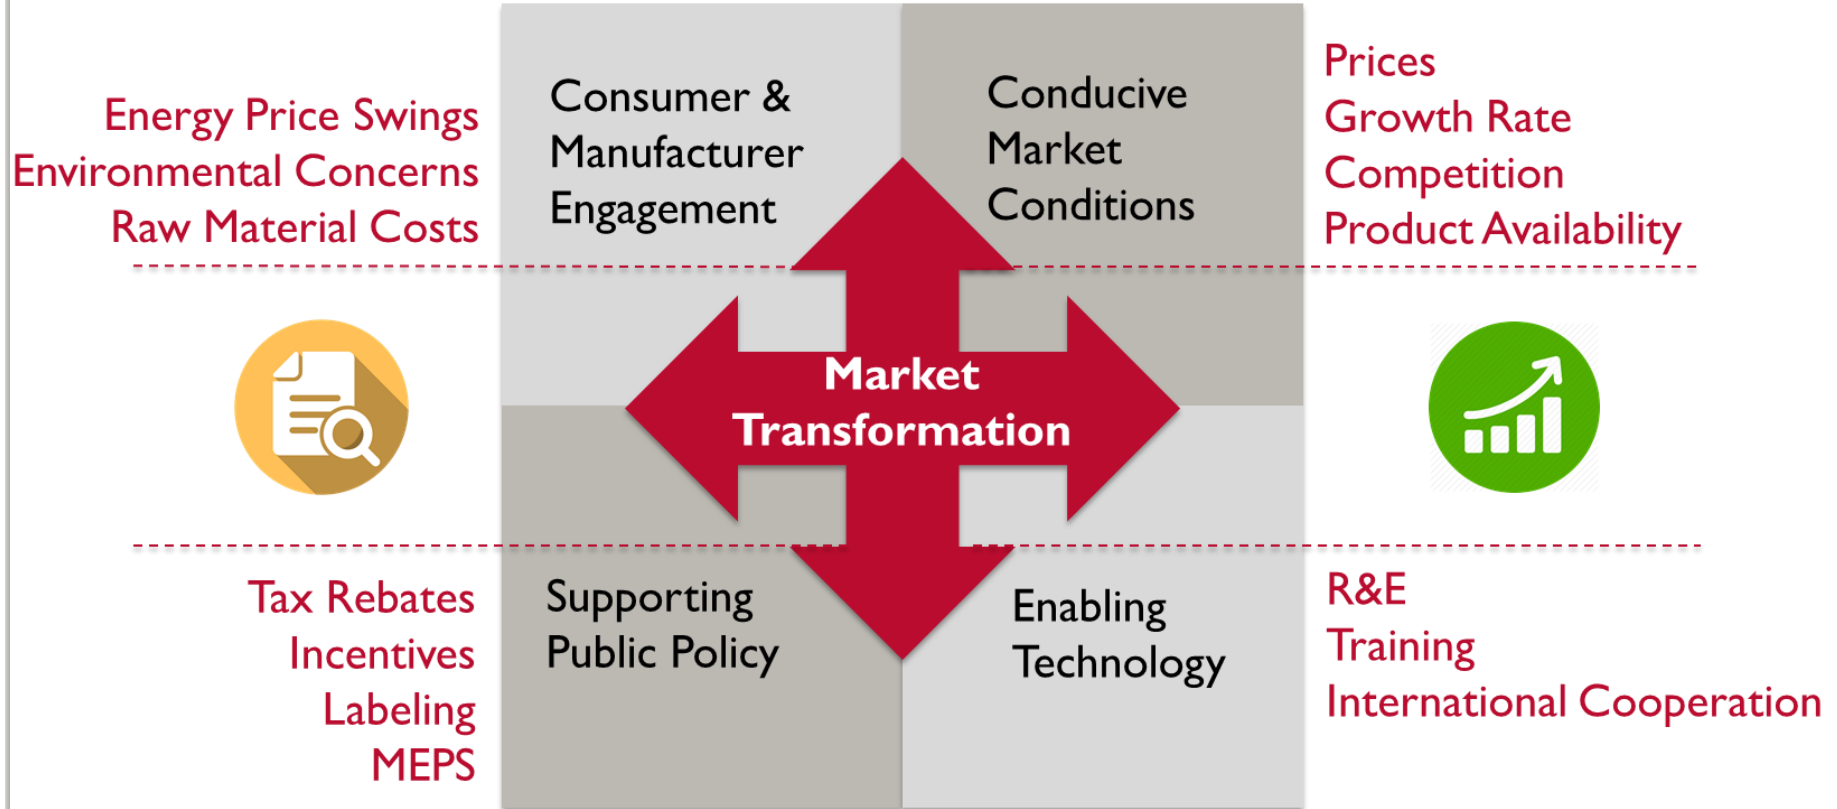 Energy Price Swings
Environmental Concerns
Raw Material Costs
Consumer &
Manufacturer
Engagement
Conducive
Market
Conditions
Prices
Growth Rate
Competition
Product Availability
Market
Transformation
Tax Rebates
Incentives
Labeling
MEPS
Supporting
Public Policy
Enabling
Technology
R&E
Training
International Cooperation